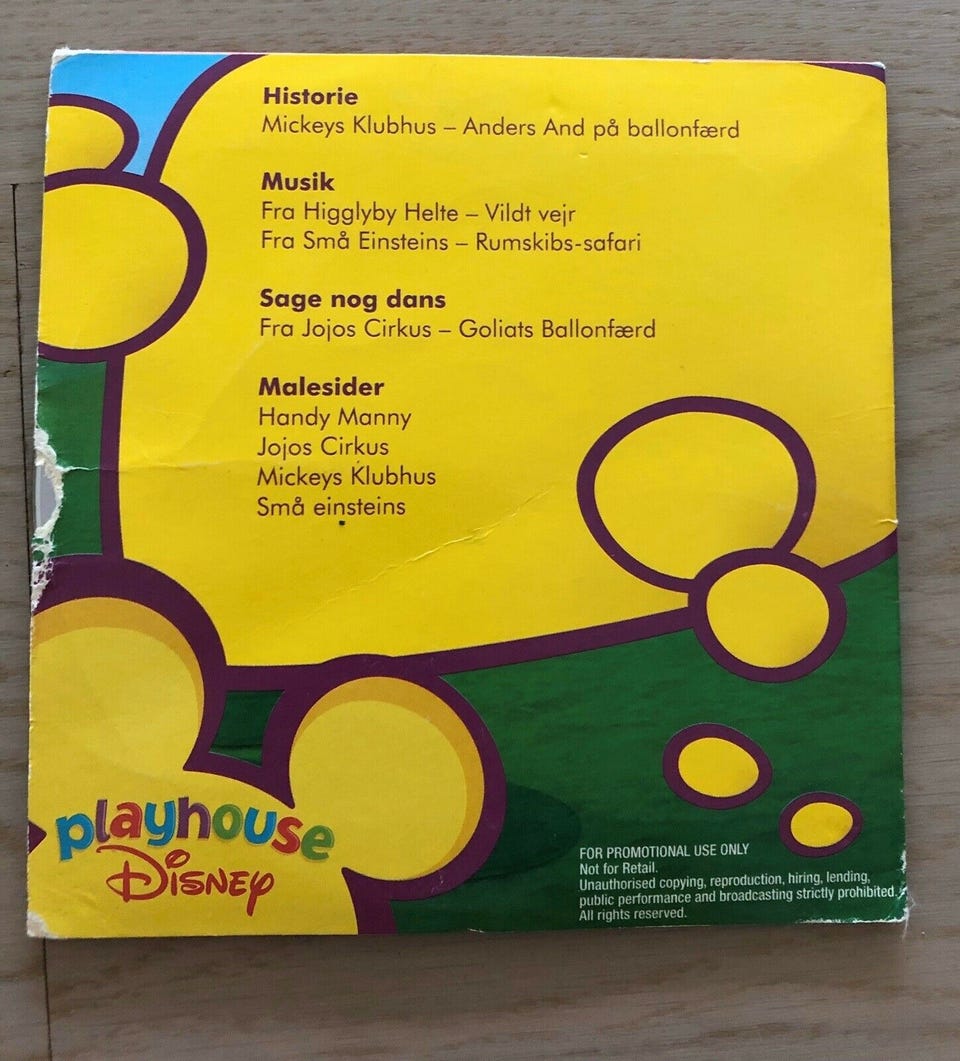 Historie
Mickeys Klubhus – Anders And på ballonfærd
Musik
Fra Higglyby Helte – Vildt vejr
Fra Små Einsteins – Rumskibs-safari
Sage nog dans
Fra Jojos Cirkus – Goliats Ballonfærd
Malesider
Handy Manny
Jojos Cirkus
Mickeys Klubhus
Små einsteins
playhouse
Disney
FOR PROMOTIONAL USE ONLY
Not for Retail.
Unauthorised copying, reproduction, hiring, lending,
public performance and broadcasting strictly prohibited.
All rights reserved.